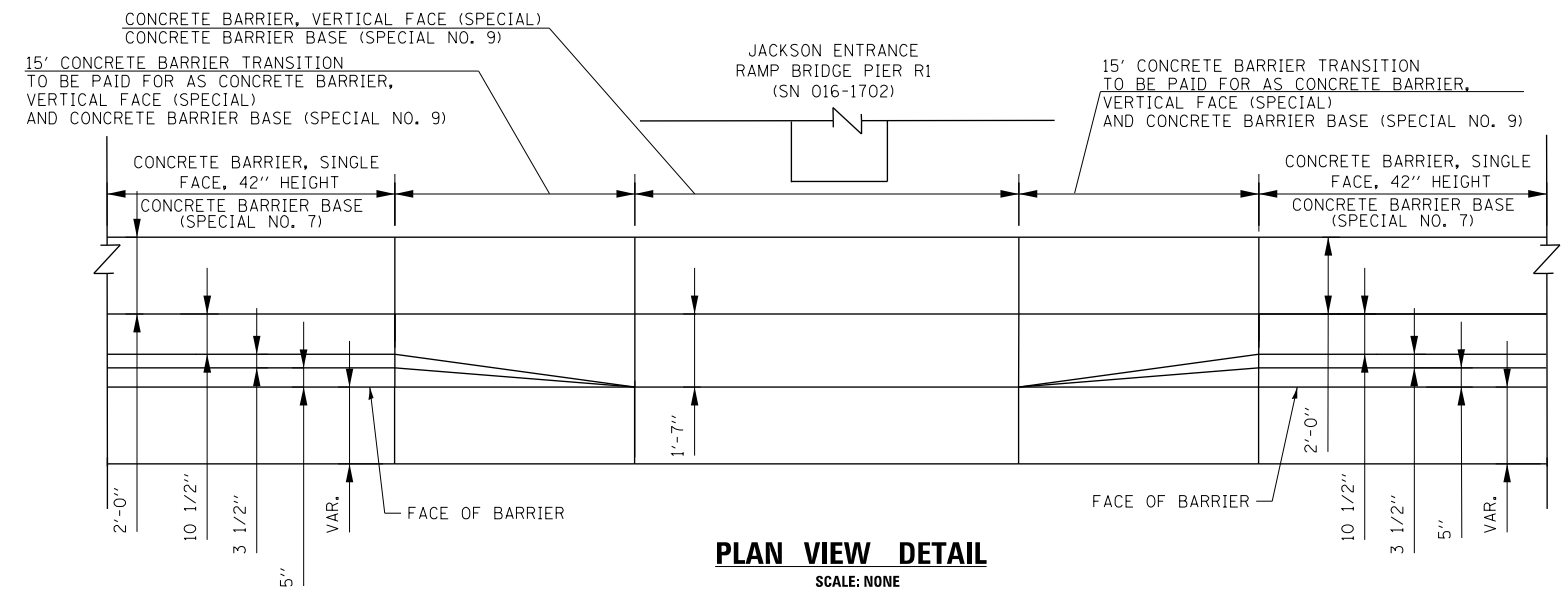 CONCRETE BARRIER, VERTICAL FACE (SPECIAL)
CONCRETE BARRIER BASE (SPECIAL NO. 9)
15' CONCRETE BARRIER TRANSITION
TO BE PAID FOR AS CONCRETE BARRIER,
VERTICAL FACE (SPECIAL)
AND CONCRETE BARRIER BASE (SPECIAL NO. 9)
JACKSON ENTRANCE
RAMP BRIDGE PIER R1
(SN 016-1702)
15' CONCRETE BARRIER TRANSITION
TO BE PAID FOR AS CONCRETE BARRIER,
VERTICAL FACE (SPECIAL)
AND CONCRETE BARRIER BASE (SPECIAL NO. 9)
CONCRETE BARRIER, SINGLE
FACE, 42'' HEIGHT
CONCRETE BARRIER BASE
(SPECIAL NO. 7)
CONCRETE BARRIER, SINGLE
FACE, 42'' HEIGHT
CONCRETE BARRIER BASE
(SPECIAL NO. 7)
2'-0''
10 1/2''
3 1/2''
5''
VAR.
FACE OF BARRIER
1'-7''
FACE OF BARRIER
2'-0''
10 1/2''
3 1/2''
5''
VAR.
PLAN VIEW DETAIL
SCALE: NONE